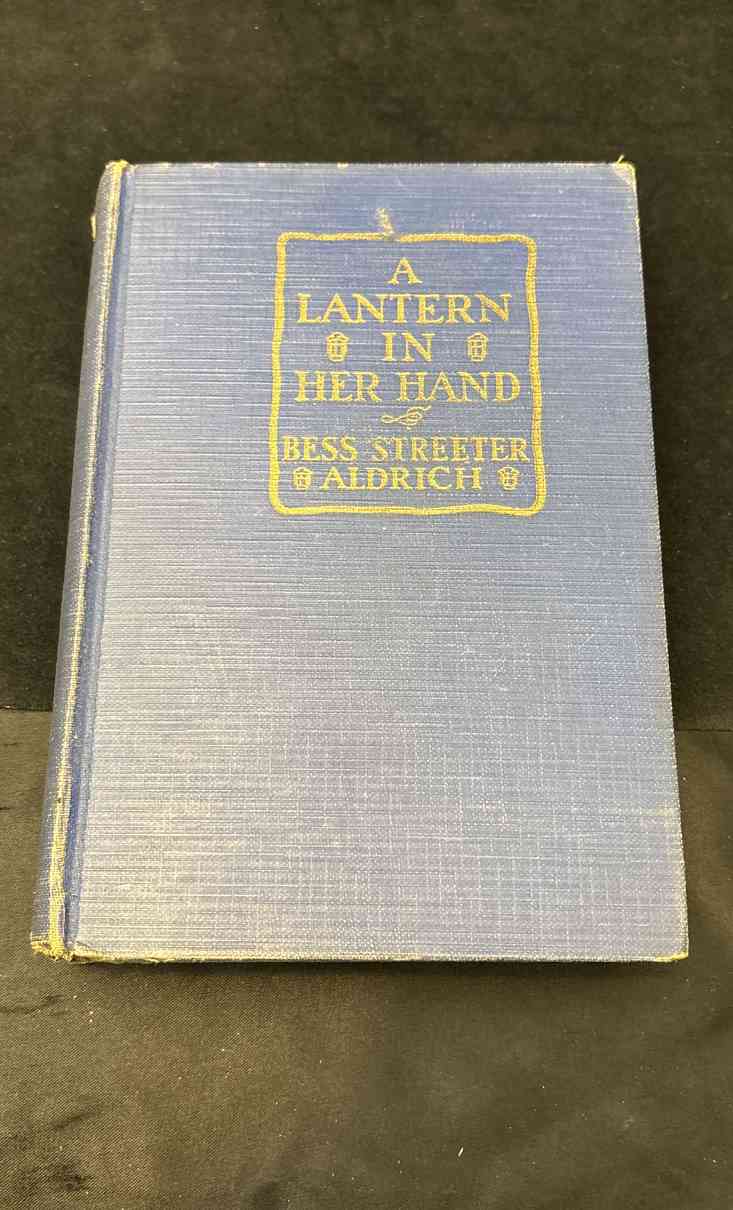 A
LANTERN
IN
HER HAND
BESS STREETER
ALDRICH